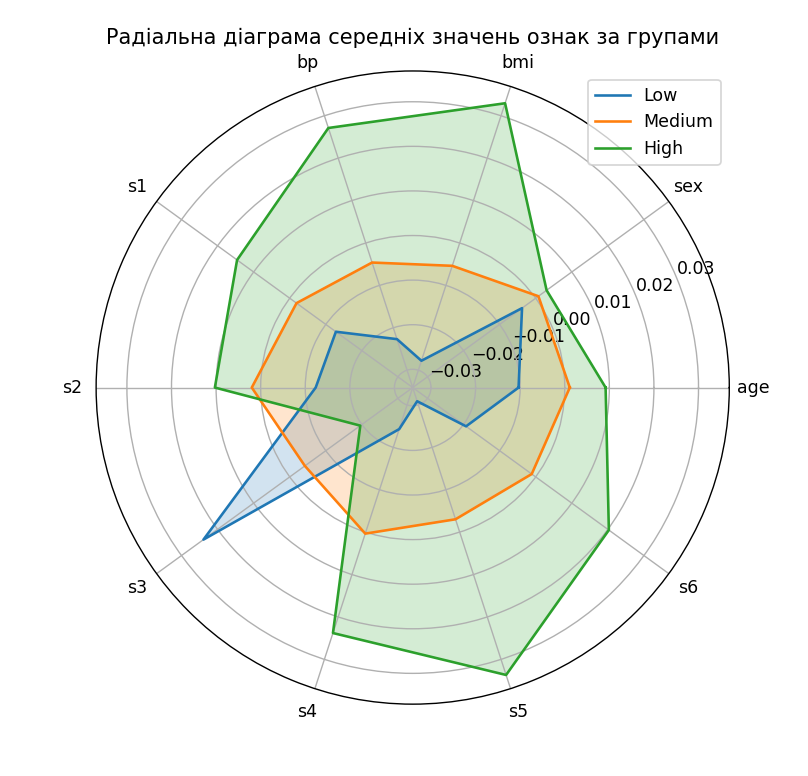 Радіальна діаграма середніх значень ознак за групами
bp
bmi
Low
Medium
High
s1
sex
0.03
0.02
0.01
0.00
−0.01
−0.02
−0.03
s2
age
s3
s6
s4
s5